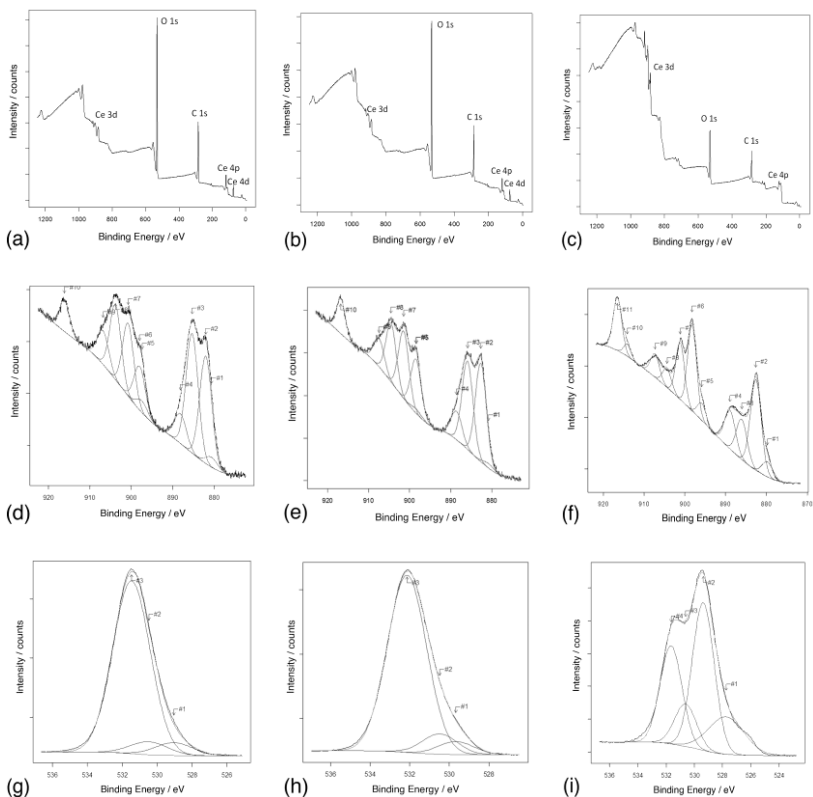 O 1s
Ce 3d
C 1s
Ce 4p
Ce 4d
Intensity / counts
1200 1000 800 600 400 200 0
Binding Energy / eV
(a)
O 1s
Ce 3d
C 1s
Ce 4p
Ce 4d
Intensity / counts
1200 1000 800 600 400 200 0
Binding Energy / eV
(b)
Ce 3d
O 1s
C 1s
Ce 4p
Intensity / counts
1200 1000 800 600 400 200 0
Binding Energy / eV
(c)
#7
#3
#6
#2
#5
#4
#1
Intensity / counts
920 910 900 890 880
Binding Energy / eV
(d)
#10
#8
#7
#3
#2
#4
#1
Intensity / counts
920 910 900 890 880
Binding Energy / eV
(e)
#6
#11
#10
#9
#2
#5
#4
#1
Intensity / counts
920 910 900 890 880 870
Binding Energy / eV
(f)
#3
#2
#1
Intensity / counts
536 534 532 530 528 526
Binding Energy / eV
(g)
#3
#2
#1
Intensity / counts
536 534 532 530 528
Binding Energy / eV
(h)
#2
#3
#4
#1
Intensity / counts
536 534 532 530 528 526 524
Binding Energy / eV
(i)